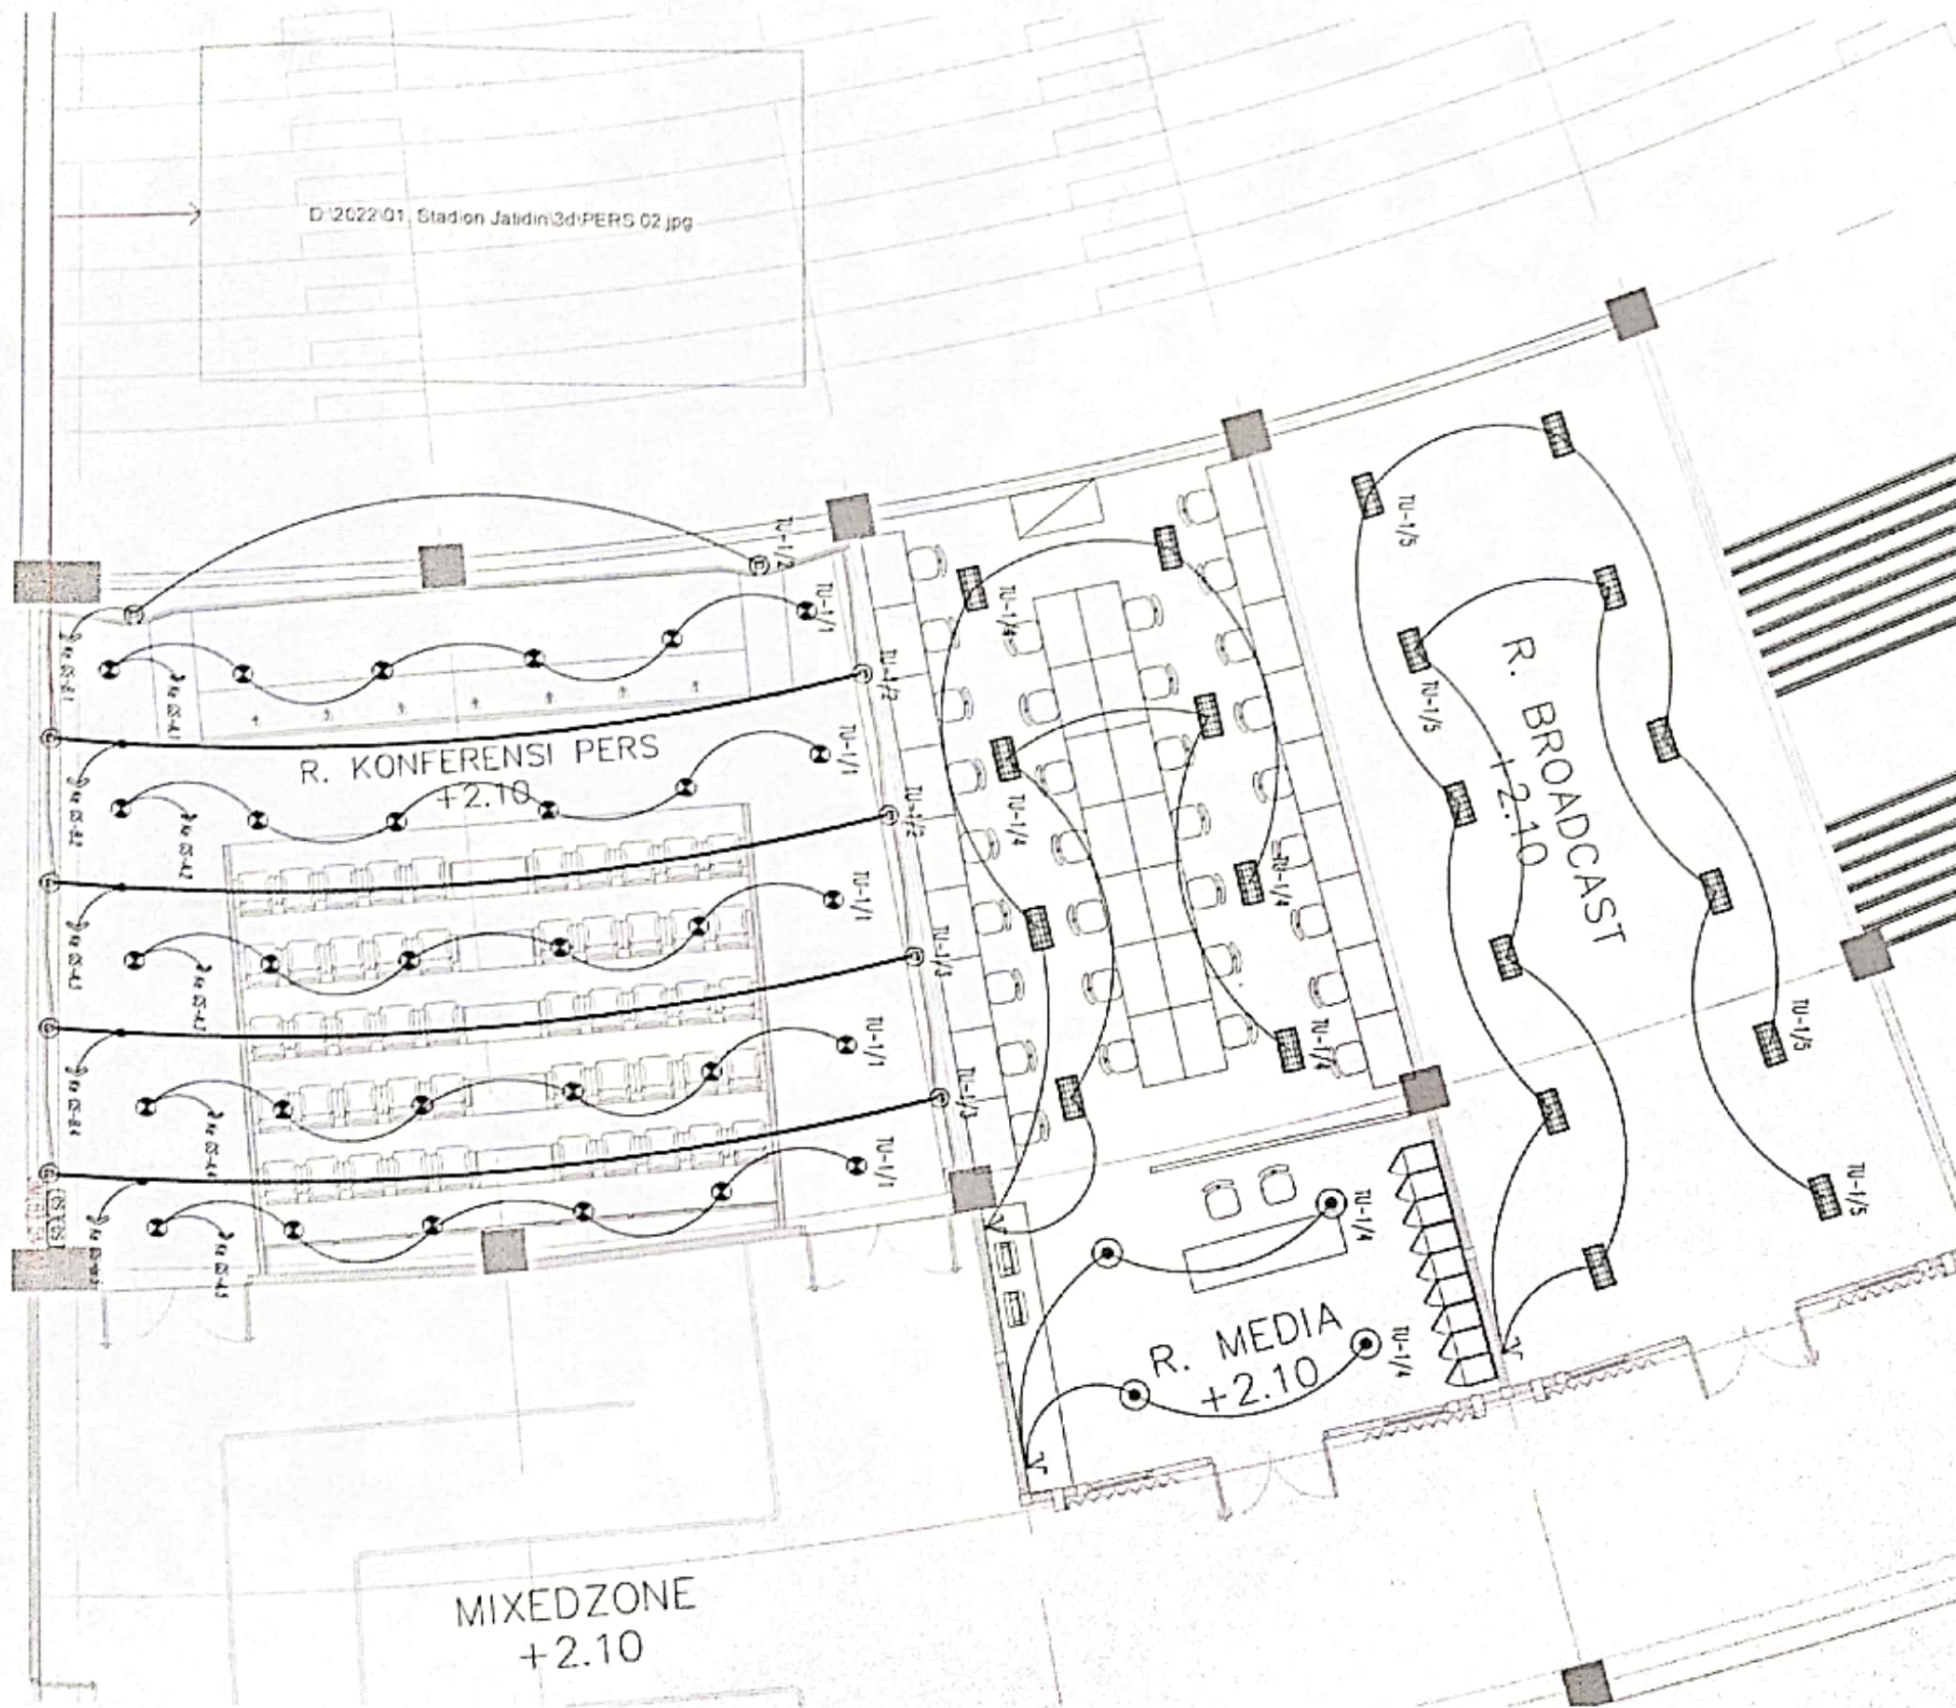 D:\2022\01. Stadion Jatidiri\3d\PERS 02.jpg
TU-1/2
TU-1/1
TU-1/2
R. KONFERENSI PERS
+2.10
TU-1/1
TU-1/2
TU-1/1
TU-1/3
TU-1/1
TU-1/3
TU-1/1
TU-1/4
TU-1/4
TU-1/4
TU-1/4
TU-1/5
TU-1/5
R. BROADCAST
+2.10
TU-1/5
TU-1/5
TU-1/4
R. MEDIA
+2.10
TU-1/4
MIXEDZONE
+2.10